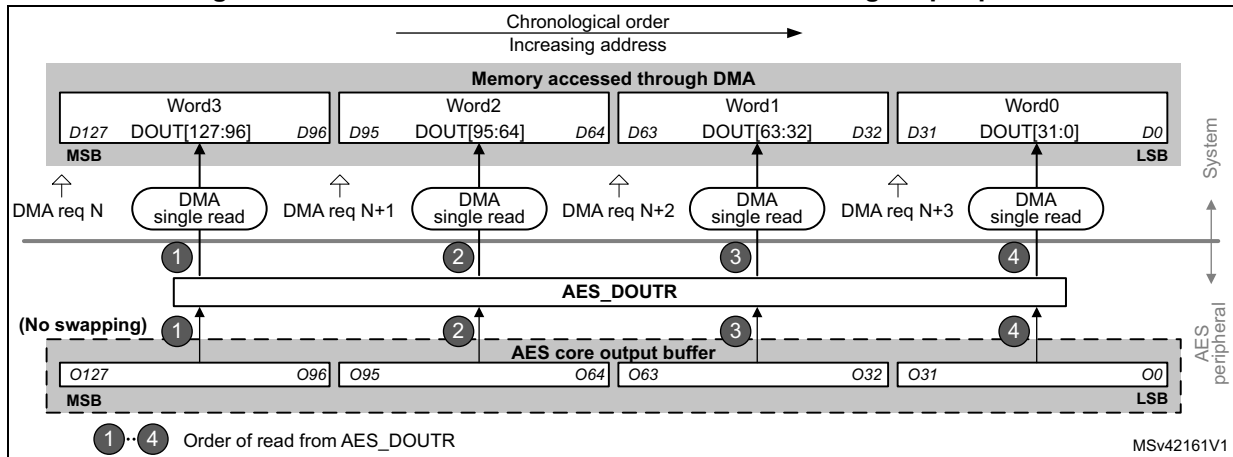 Chronological order
Increasing address
Memory accessed through DMA
Word3 Word2 Word1 Word0
D127 DOUT[127:96] D96 D95 DOUT[95:64] D64 D63 DOUT[63:32] D32 D31 DOUT[31:0] D0
MSB LSB
System
DMA req N DMA single read DMA req N+1 DMA single read DMA req N+2 DMA single read DMA req N+3 DMA single read
1 2 3 4
AES_DOUTR
(No swapping)
1 2 3 4
AES peripheral
AES core output buffer
O127 O96 O95 O64 O63 O32 O31 O0
MSB LSB
1··4 Order of read from AES_DOUTR
MSv42161V1